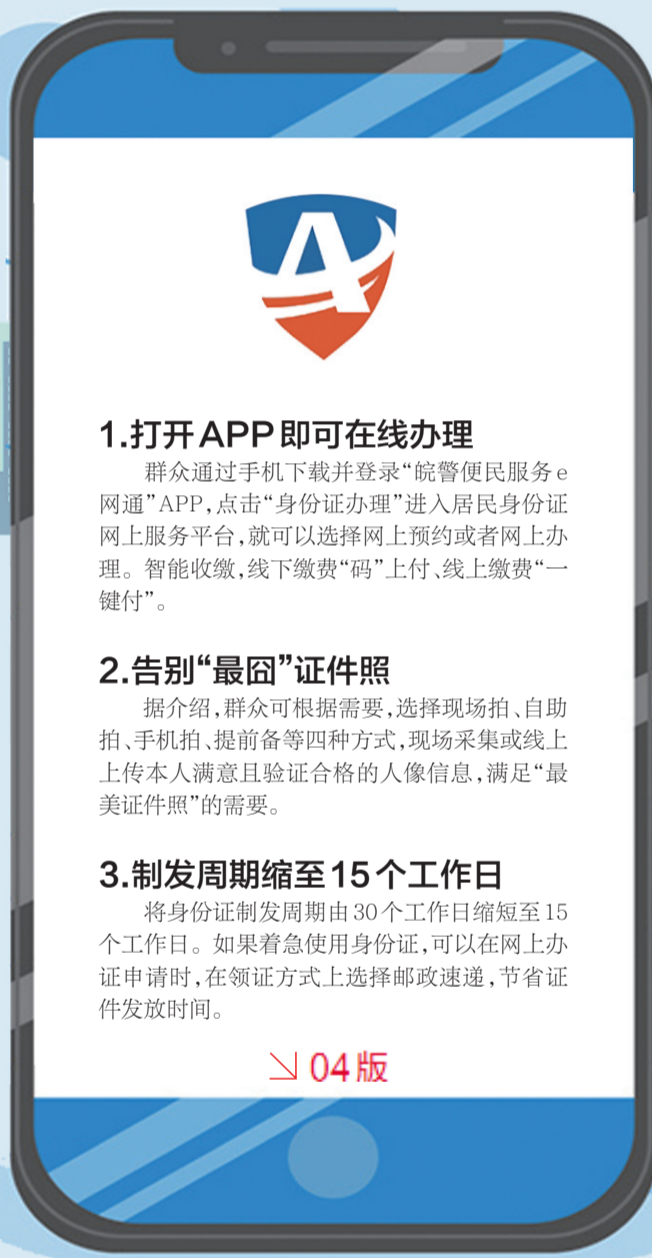 1.打开APP即可在线办理
群众通过手机下载并登录“皖警便民服务e
网通”APP,点击“身份证办理”进入居民身份证
网上服务平台,就可以选择网上预约或者网上办
理。智能收缴,线下缴费“码”上付、线上缴费“一
键付”。
2.告别“最囧”证件照
据介绍,群众可根据需要,选择现场拍、自助
拍、手机拍、提前备等四种方式,现场采集或线上
上传本人满意且验证合格的人像信息,满足“最
美证件照”的需要。
3.制发周期缩至15个工作日
将身份证制发周期由30个工作日缩短至15
个工作日。如果着急使用身份证,可以在网上办
证申请时,在领证方式上选择邮政速递,节省证
件发放时间。
04版